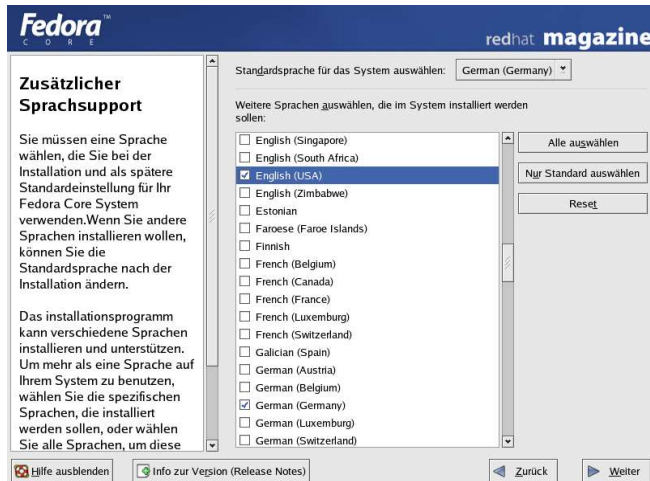 Fedora™
CORE
redhat magazine
Zusätzlicher
Sprachsupport
Sie müssen eine Sprache
wählen, die Sie bei der
Installation und als spätere
Standardeinstellung für Ihr
Fedora Core System
verwenden.Wenn Sie andere
Sprachen installieren wollen,
können Sie die
Standardsprache nach der
Installation ändern.
Das installationsprogramm
kann verschiedene Sprachen
installieren und unterstützen.
Um mehr als eine Sprache auf
Ihrem System zu benutzen,
wählen Sie die spezifischen
Sprachen, die installiert
werden sollen, oder wählen
Sie alle Sprachen, um diese
Standardsprache für das System auswählen: German (Germany)
Weitere Sprachen auswählen, die im System installiert werden
sollen:
English (Singapore)
English (South Africa)
English (USA)
English (Zimbabwe)
Estonian
Faroese (Faroe Islands)
Finnish
French (Belgium)
French (Canada)
French (France)
French (Luxemburg)
French (Switzerland)
Galician (Spain)
German (Austria)
German (Belgium)
German (Germany)
German (Luxemburg)
German (Switzerland)
Alle auswählen
Nur Standard auswählen
Reset
Hilfe ausblenden
Info zur Version (Release Notes)
Zurück
Weiter